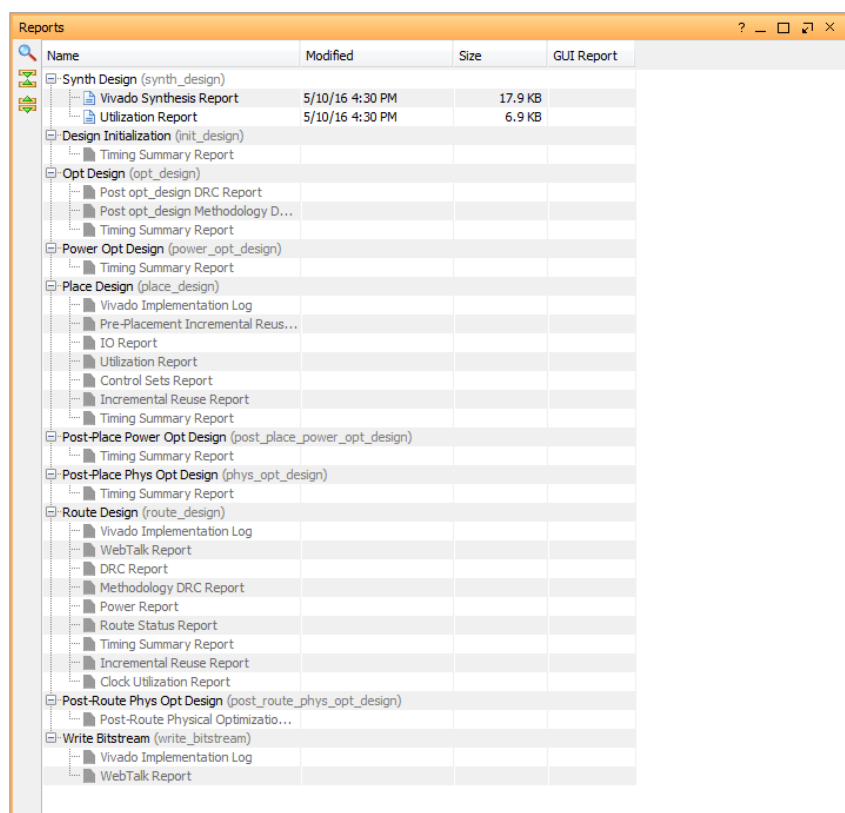 Reports ?
Name Modified Size GUI Report
Synth Design (synth_design)
Vivado Synthesis Report 5/10/16 4:30 PM 17.9 KB
Utilization Report 5/10/16 4:30 PM 6.9 KB
Design Initialization (init_design)
Timing Summary Report
Opt Design (opt_design)
Post opt_design DRC Report
Post opt_design Methodology D...
Timing Summary Report
Power Opt Design (power_opt_design)
Timing Summary Report
Place Design (place_design)
Vivado Implementation Log
Pre-Placement Incremental Reus...
IO Report
Utilization Report
Control Sets Report
Incremental Reuse Report
Timing Summary Report
Post-Place Power Opt Design (post_place_power_opt_design)
Timing Summary Report
Post-Place Phys Opt Design (phys_opt_design)
Timing Summary Report
Route Design (route_design)
Vivado Implementation Log
WebTalk Report
DRC Report
Methodology DRC Report
Power Report
Route Status Report
Timing Summary Report
Incremental Reuse Report
Clock Utilization Report
Post-Route Phys Opt Design (post_route_phys_opt_design)
Post-Route Physical Optimizatio...
Write Bitstream (write_bitstream)
Vivado Implementation Log
WebTalk Report